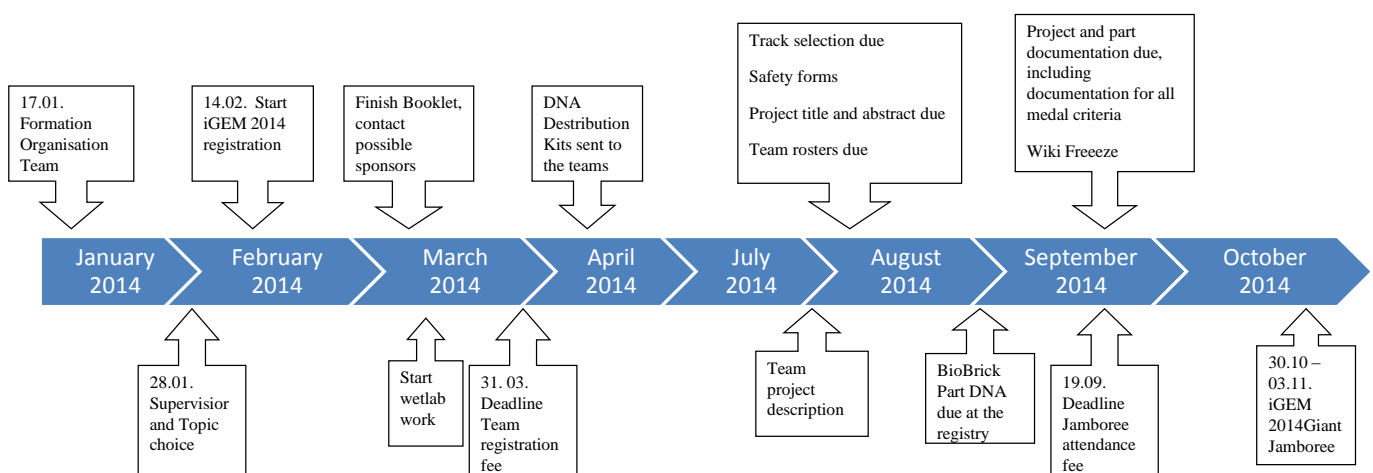 17.01.
Formation
Organisation
Team
14.02. Start
iGEM 2014
registration
Finish Booklet,
contact
possible
sponsors
DNA
Destribution
Kits sent to
the teams
Track selection due
Safety forms
Project title and abstract due
Team rosters due
Project and part
documentation due,
including
documentation for all
medal criteria
Wiki Freeeze
January
2014
February
2014
March
2014
April
2014
July
2014
August
2014
September
2014
October
2014
28.01.
Supervisior
and Topic
choice
Start
wetlab
work
31. 03.
Deadline
Team
registration
fee
Team
project
description
BioBrick
Part DNA
due at the
registry
19.09.
Deadline
Jamboree
attendance
fee
30.10 –
03.11.
iGEM
2014Giant
Jamboree